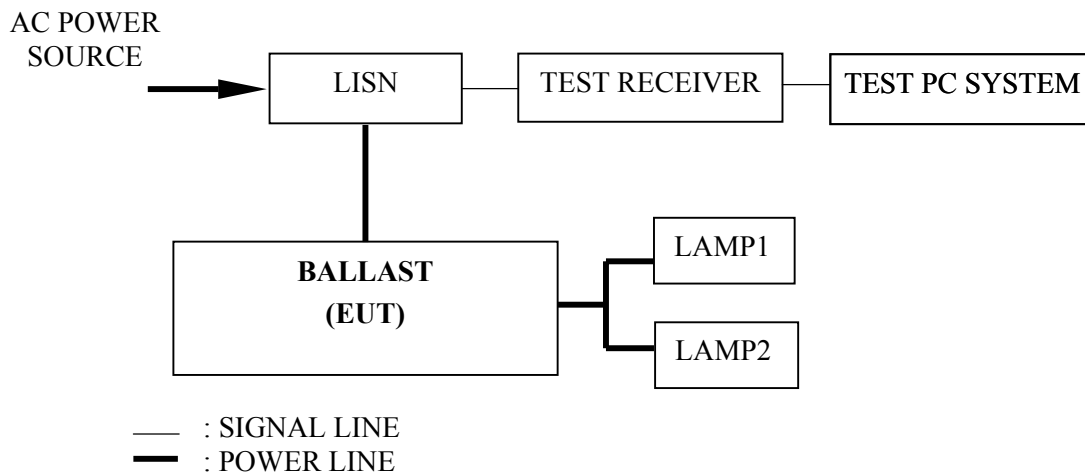 AC POWER
SOURCE
LISN
TEST RECEIVER
TEST PC SYSTEM
BALLAST
(EUT)
LAMP1
LAMP2
: SIGNAL LINE
: POWER LINE